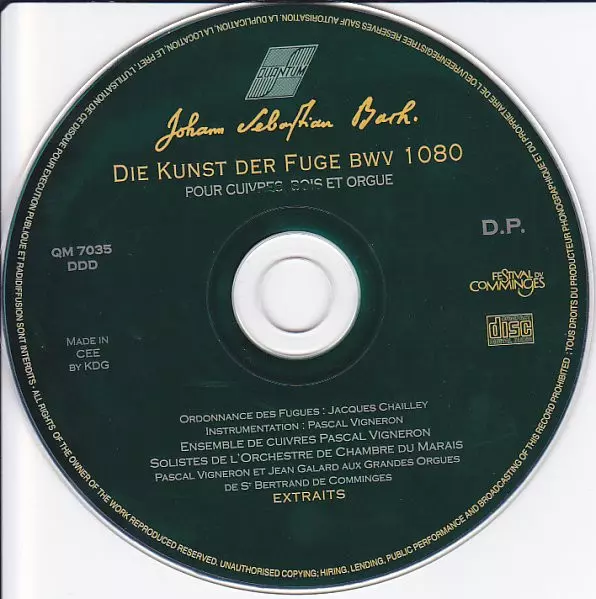 QUANTUM
Johann Sebastian Bach.
DIE KUNST DER FUGE BWV 1080
POUR CUIVRES, BOIS ET ORGUE
D.P.
QM 7035
DDD
FESTIVAL DU
COMMINGES
COMPACT
disc
DIGITAL AUDIO
MADE IN
CEE
BY KDG
ORDONNANCE DES FUGUES : JACQUES CHAILLEY
INSTRUMENTATION : PASCAL VIGNERON
ENSEMBLE DE CUIVRES PASCAL VIGNERON
SOLISTES DE L'ORCHESTRE DE CHAMBRE DU MARAIS
PASCAL VIGNERON ET JEAN GALARD AUX GRANDES ORGUES
DE ST BERTRAND DE COMMINGES
EXTRAITS
TOUS DROITS DU PRODUCTEUR PHONOGRAPHIQUE ET DU PROPRIETAIRE DE L'OEUVRE ENREGISTREE RESERVES SAUF AUTORISATION, LA DUPLICATION, LA LOCATION, LE PRET, L'UTILISATION DE CE DISQUE POUR EXECUTION PUBLIQUE ET RADIODIFFUSION SONT INTERDITS - ALL RIGHTS OF THE OWNER OF THE WORK REPRODUCED RESERVED. UNAUTHORISED COPYING; HIRING, LENDING, PUBLIC PERFORMANCE AND BROADCASTING OF THIS RECORD PROHIBITED ;